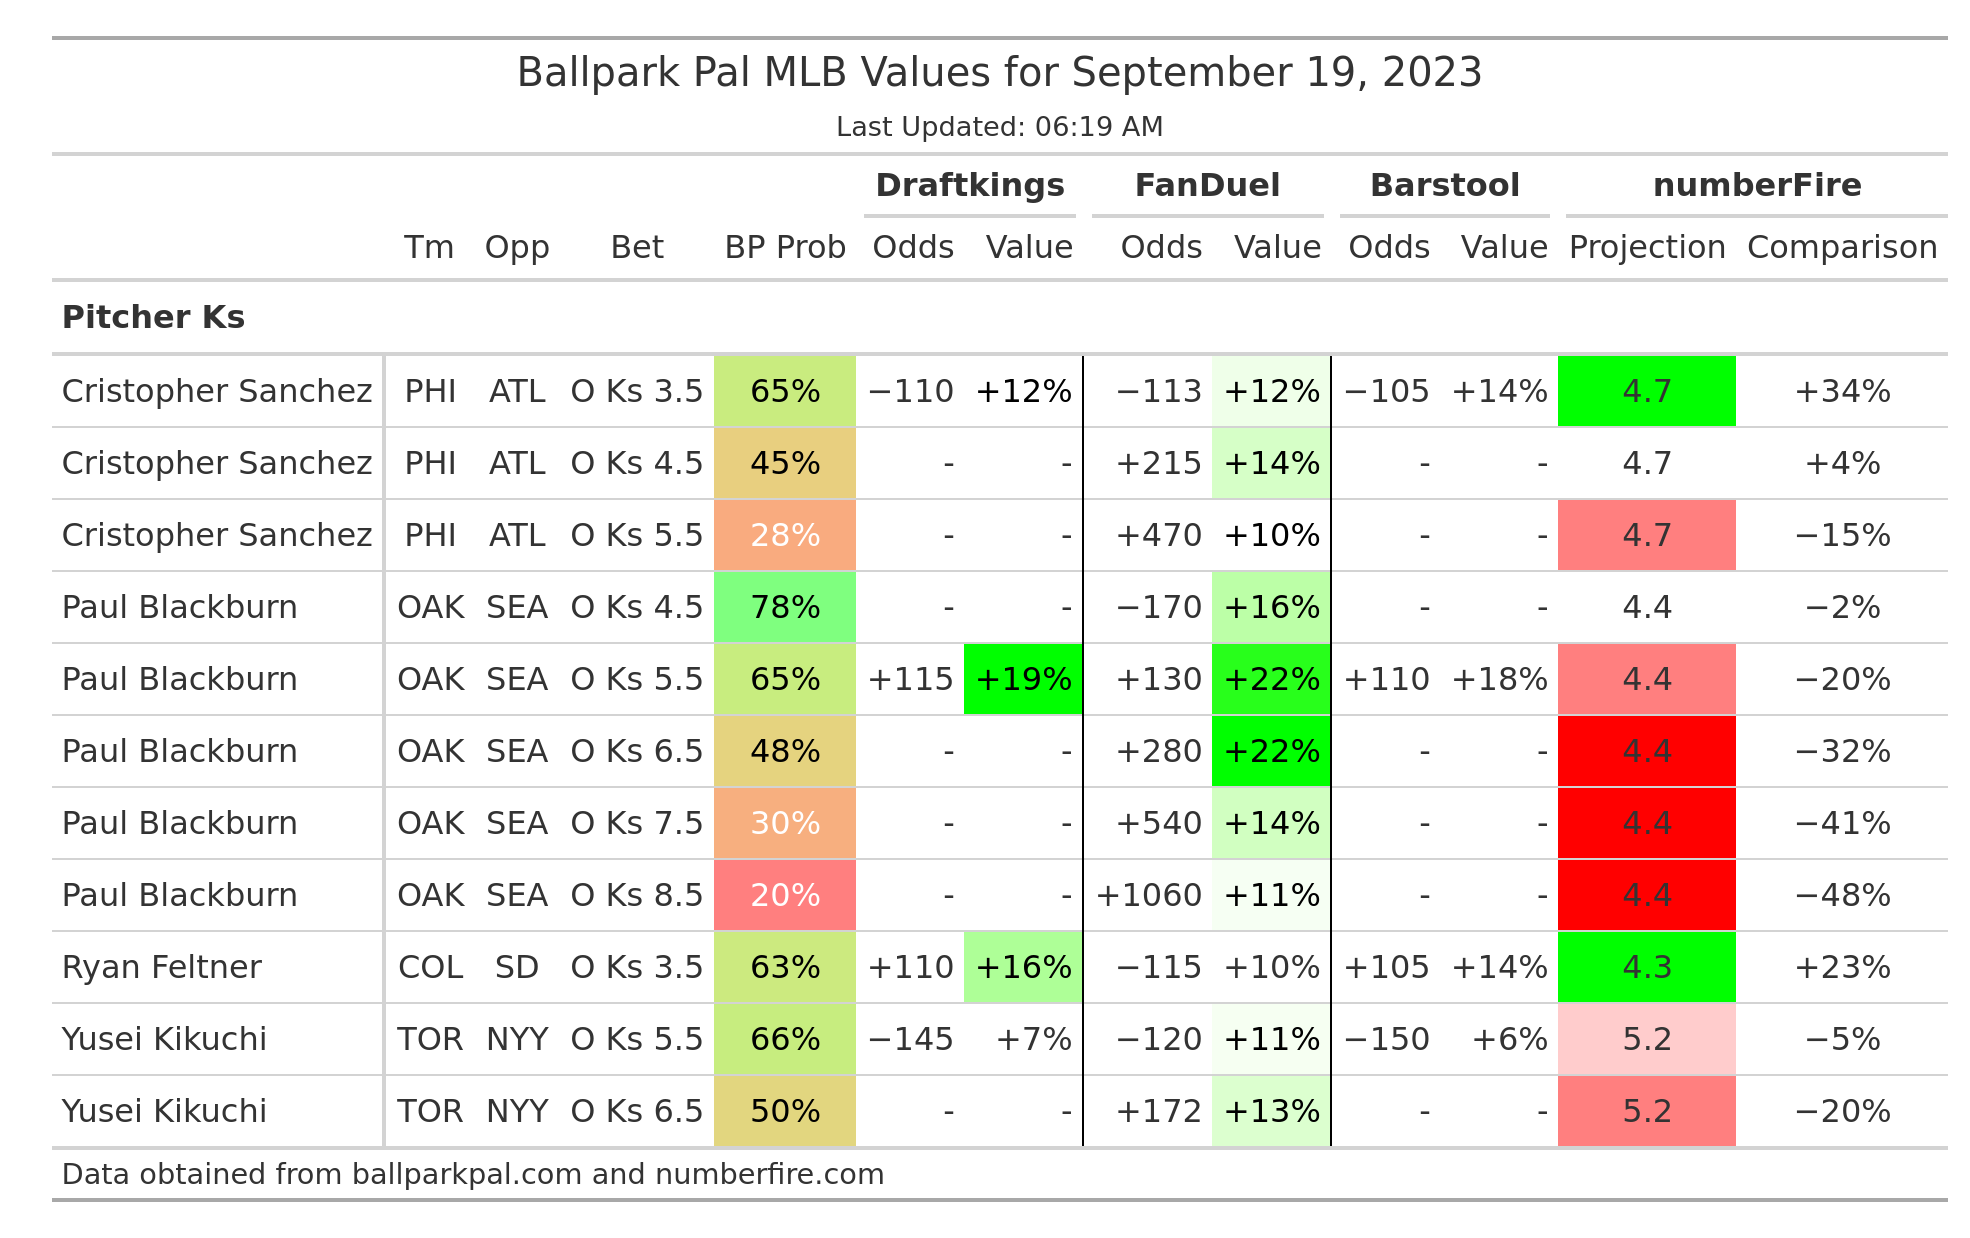 Ballpark Pal MLB Values for September 19, 2023
Last Updated: 06:19 AM
Draftkings FanDuel Barstool numberFire
Tm Opp Bet BP Prob Odds Value Odds Value Odds Value Projection Comparison
Pitcher Ks
Cristopher Sanchez PHI ATL O Ks 3.5 65% −110 +12% −113 +12% −105 +14% 4.7 +34%
Cristopher Sanchez PHI ATL O Ks 4.5 45% - - +215 +14% - - 4.7 +4%
Cristopher Sanchez PHI ATL O Ks 5.5 28% - - +470 +10% - - 4.7 −15%
Paul Blackburn OAK SEA O Ks 4.5 78% - - −170 +16% - - 4.4 −2%
Paul Blackburn OAK SEA O Ks 5.5 65% +115 +19% +130 +22% +110 +18% 4.4 −20%
Paul Blackburn OAK SEA O Ks 6.5 48% - - +280 +22% - - 4.4 −32%
Paul Blackburn OAK SEA O Ks 7.5 30% - - +540 +14% - - 4.4 −41%
Paul Blackburn OAK SEA O Ks 8.5 20% - - +1060 +11% - - 4.4 −48%
Ryan Feltner COL SD O Ks 3.5 63% +110 +16% −115 +10% +105 +14% 4.3 +23%
Yusei Kikuchi TOR NYY O Ks 5.5 66% −145 +7% −120 +11% −150 +6% 5.2 −5%
Yusei Kikuchi TOR NYY O Ks 6.5 50% - - +172 +13% - - 5.2 −20%
Data obtained from ballparkpal.com and numberfire.com